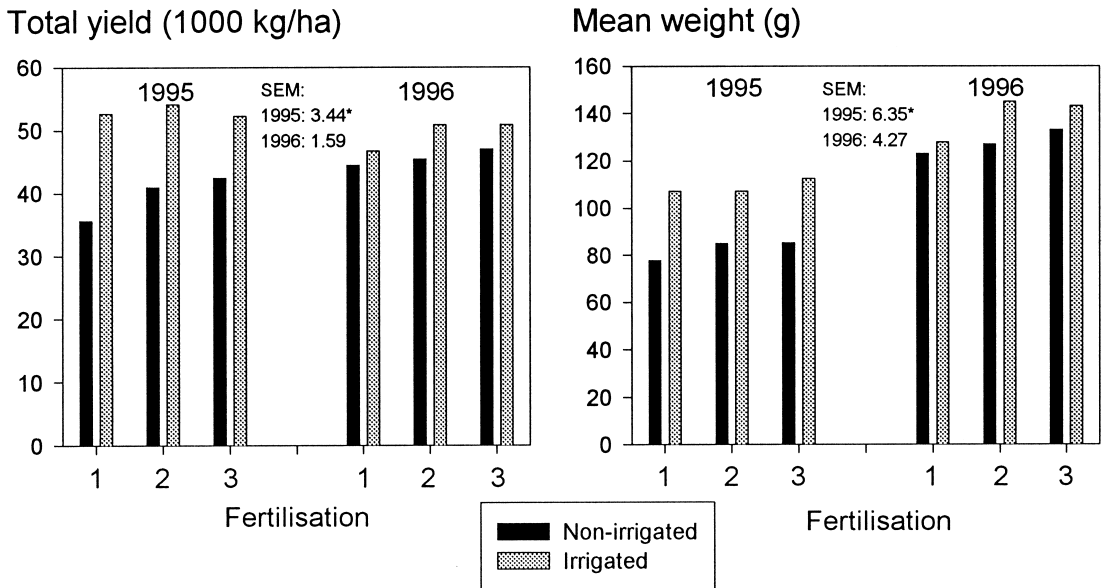 Total yield (1000 kg/ha)
60
50
40
30
20
10
0
1995
SEM:
1995: 3.44*
1996: 1.59
1996
1 2 3 1 2 3
Fertilisation
Mean weight (g)
160
140
120
100
80
60
40
20
0
1995
SEM:
1995: 6.35*
1996: 4.27
1996
1 2 3 1 2 3
Fertilisation
Non-irrigated
Irrigated